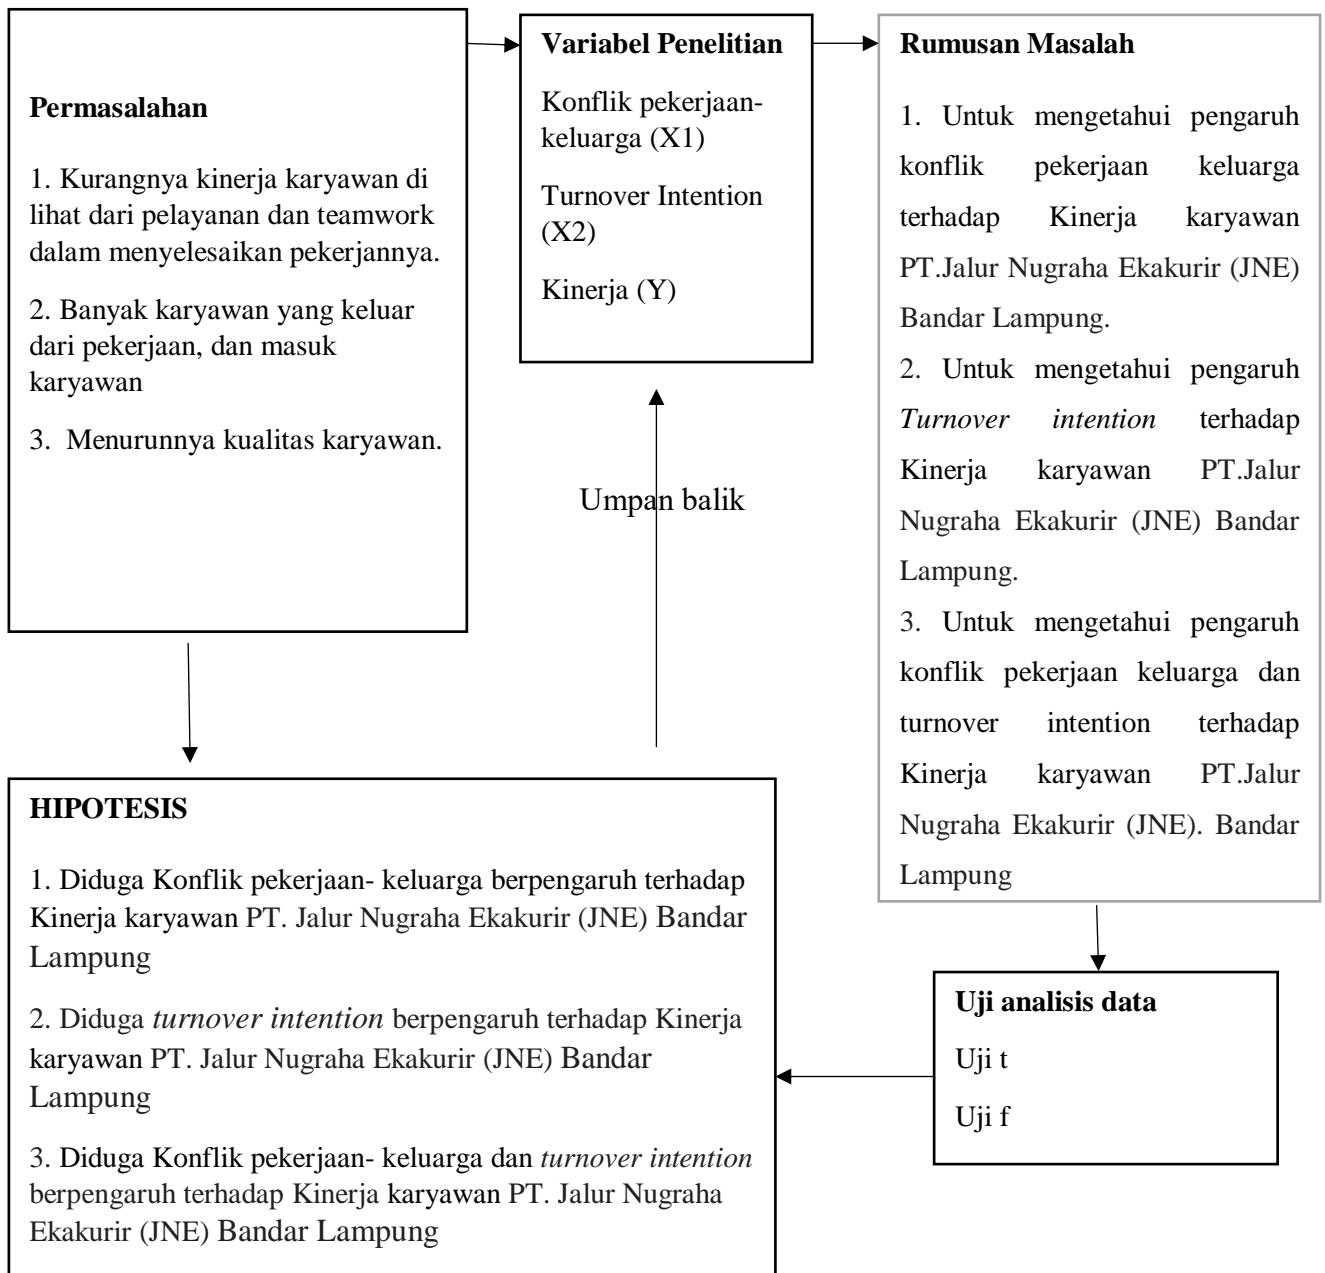 Permasalahan
1. Kurangnya kinerja karyawan di
lihat dari pelayanan dan teamwork
dalam menyelesaikan pekerjannya.
2. Banyak karyawan yang keluar
dari pekerjaan, dan masuk
karyawan
3. Menurunnya kualitas karyawan.
Variabel Penelitian
Konflik pekerjaan-
keluarga (X1)
Turnover Intention
(X2)
Kinerja (Y)
Rumusan Masalah
1. Untuk mengetahui pengaruh
konflik pekerjaan keluarga
terhadap Kinerja karyawan
PT.Jalur Nugraha Ekakurir (JNE)
Bandar Lampung.
2. Untuk mengetahui pengaruh
Turnover intention terhadap
Kinerja karyawan PT.Jalur
Nugraha Ekakurir (JNE) Bandar
Lampung.
3. Untuk mengetahui pengaruh
konflik pekerjaan keluarga dan
turnover intention terhadap
Kinerja karyawan PT.Jalur
Nugraha Ekakurir (JNE). Bandar
Lampung
Umpan balik
HIPOTESIS
1. Diduga Konflik pekerjaan- keluarga berpengaruh terhadap
Kinerja karyawan PT. Jalur Nugraha Ekakurir (JNE) Bandar
Lampung
2. Diduga turnover intention berpengaruh terhadap Kinerja
karyawan PT. Jalur Nugraha Ekakurir (JNE) Bandar
Lampung
3. Diduga Konflik pekerjaan- keluarga dan turnover intention
berpengaruh terhadap Kinerja karyawan PT. Jalur Nugraha
Ekakurir (JNE) Bandar Lampung
Uji analisis data
Uji t
Uji f